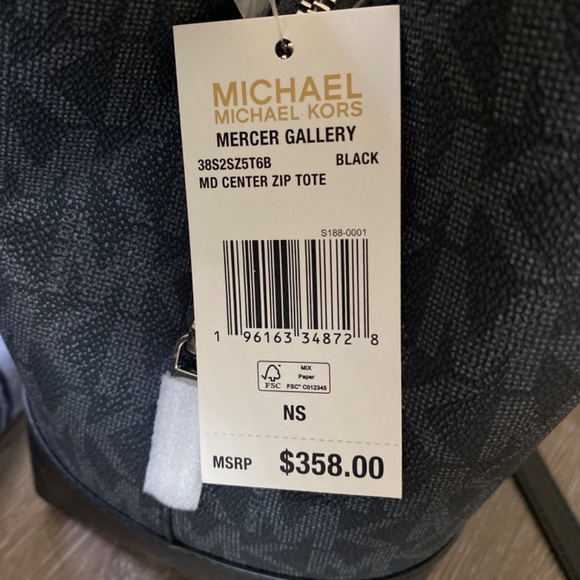 MICHAEL
MICHAEL KORS
MERCER GALLERY
38S2SZ5T6B BLACK
MD CENTER ZIP TOTE
S188-0001
1 96163 34872 8
FSC
MIX
Paper
FSC™ C012345
NS
MSRP $358.00